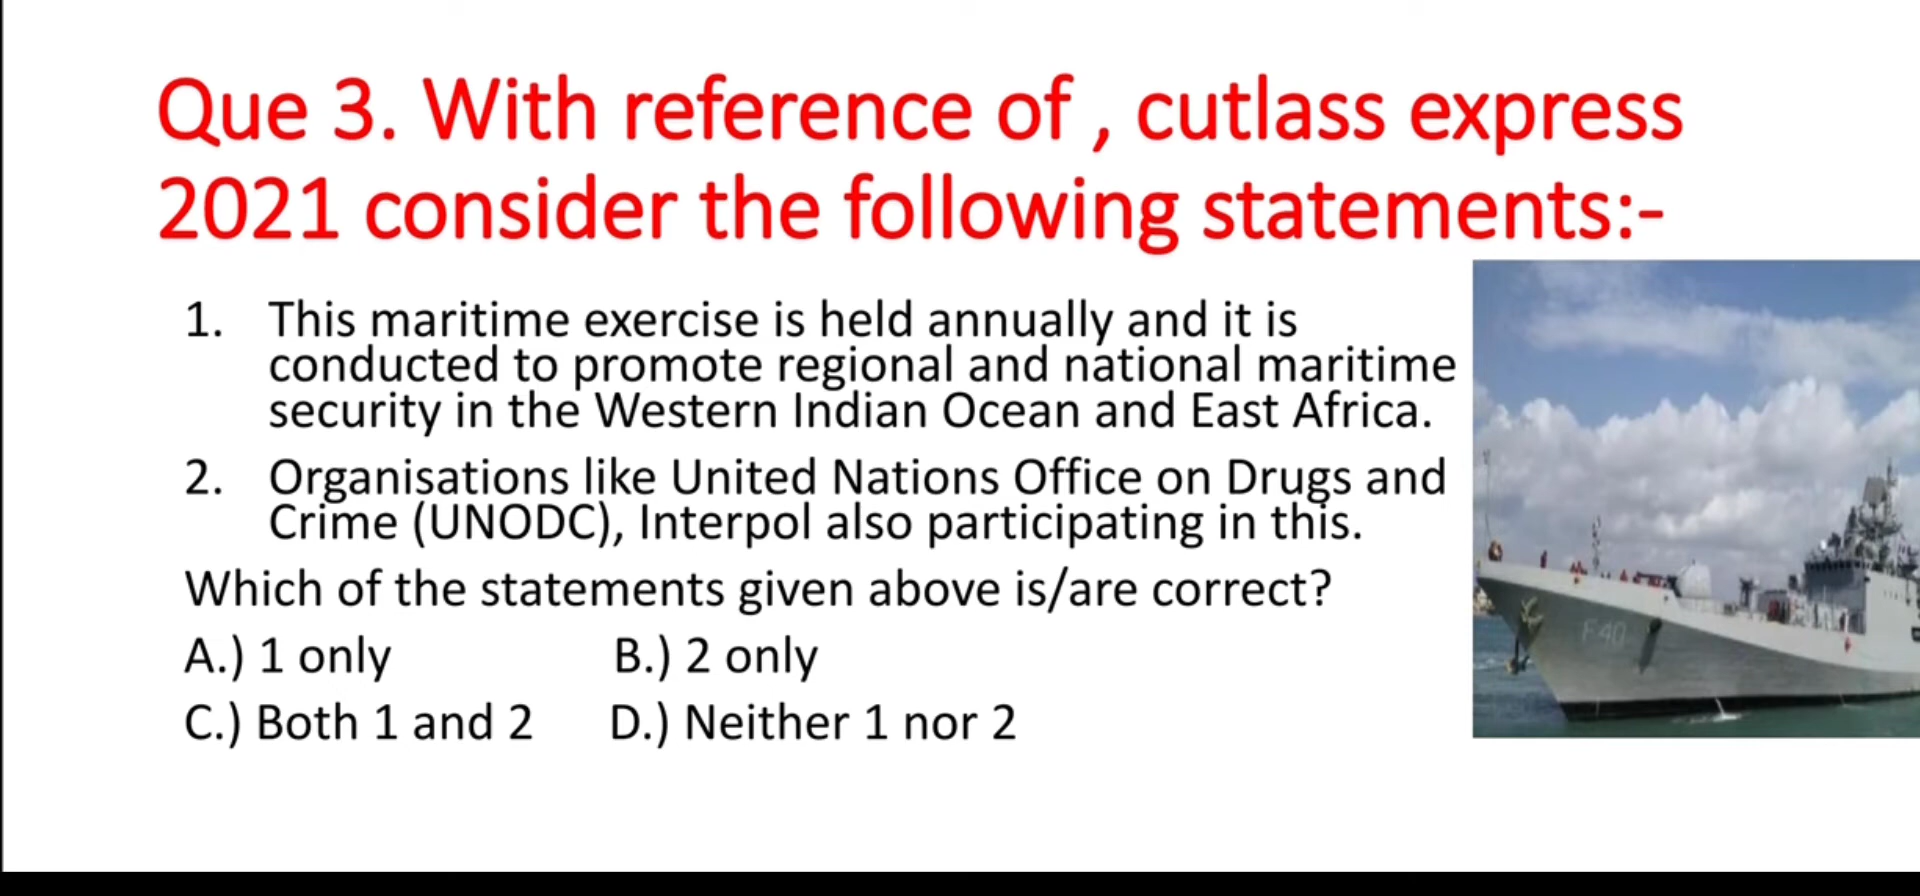 Que 3. With reference of , cutlass express
2021 consider the following statements:-
1. This maritime exercise is held annually and it is
conducted to promote regional and national maritime
security in the Western Indian Ocean and East Africa.
2. Organisations like United Nations Office on Drugs and
Crime (UNODC), Interpol also participating in this.
Which of the statements given above is/are correct?
A.) 1 only B.) 2 only
C.) Both 1 and 2 D.) Neither 1 nor 2
F40